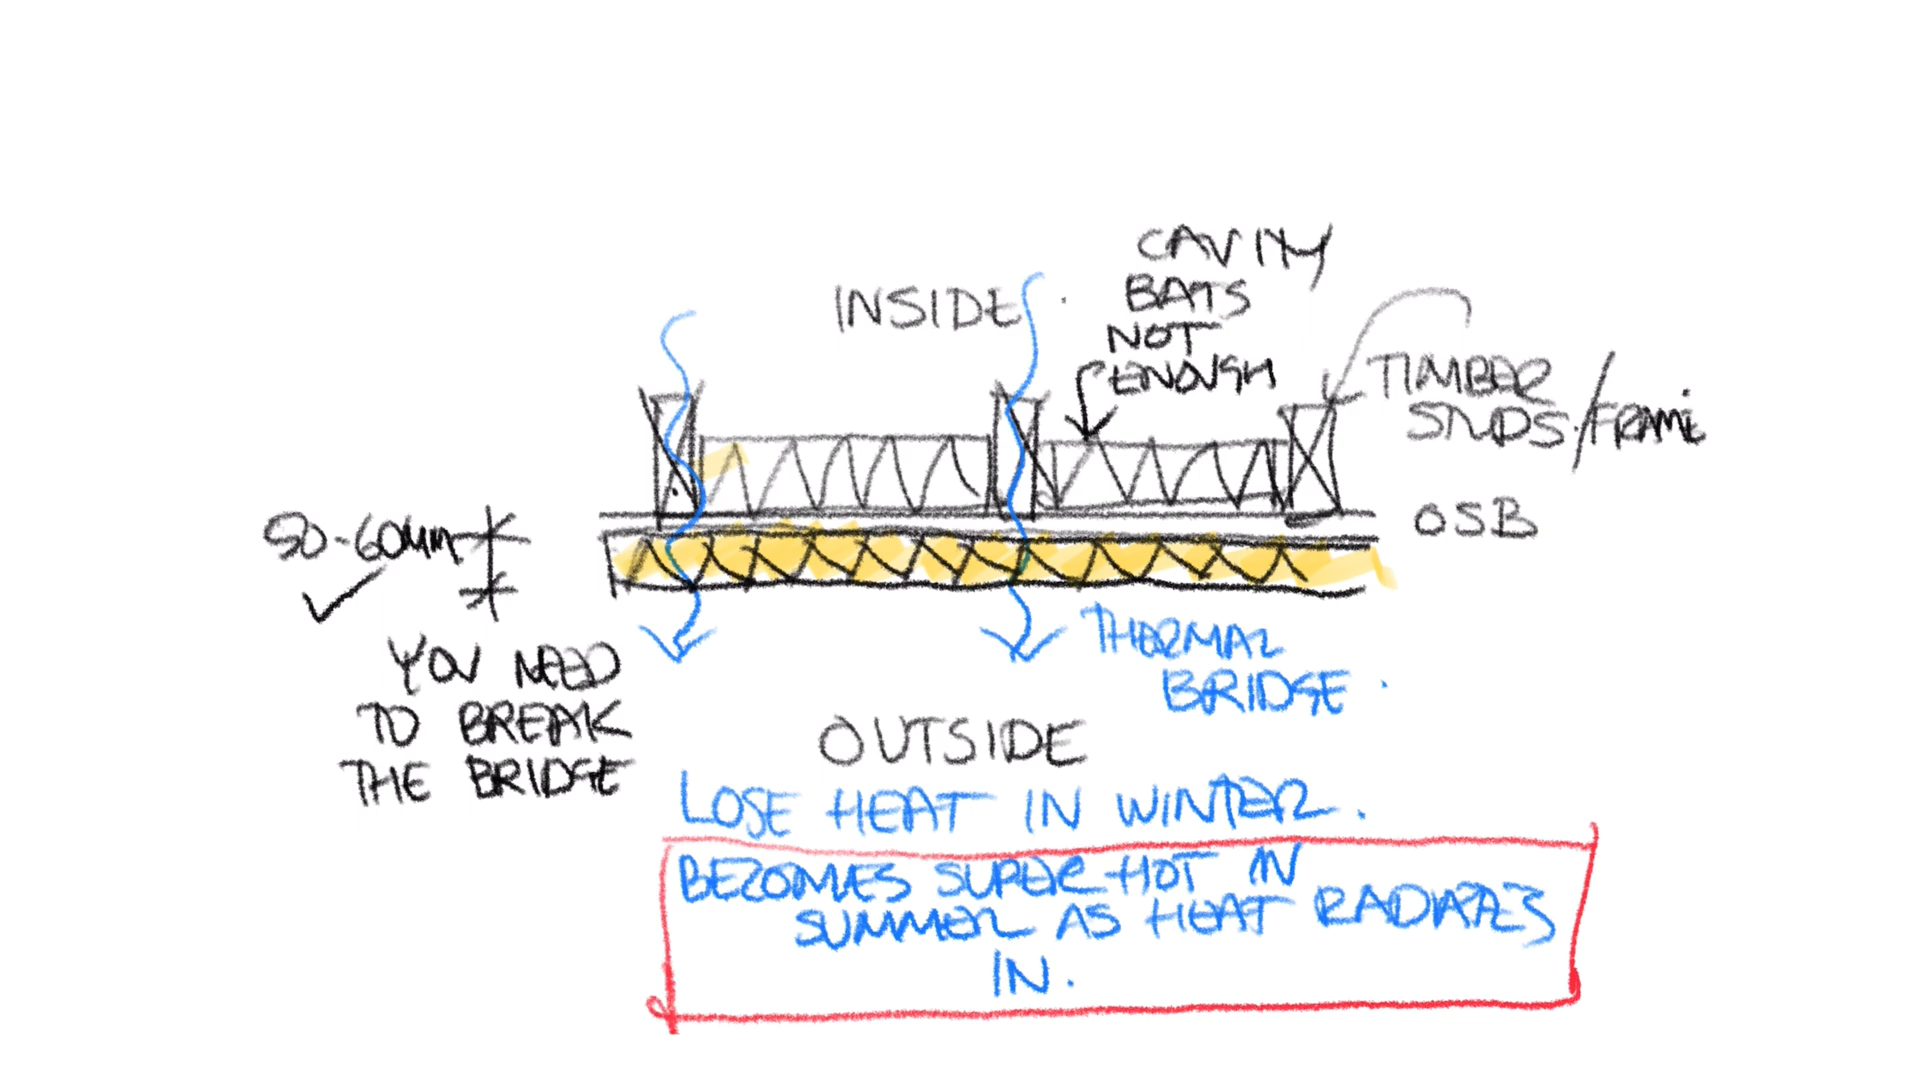 CAVITY
BATS
NOT
ENOUGH
INSIDE
TIMBER
STUDS/FRAME
OSB
50-60mm
YOU NEED
TO BREAK
THE BRIDGE
THERMAL
BRIDGE.
OUTSIDE
LOSE HEAT IN WINTER.
BECOMES SUPER HOT IN
SUMMER AS HEAT RADIATES
IN.